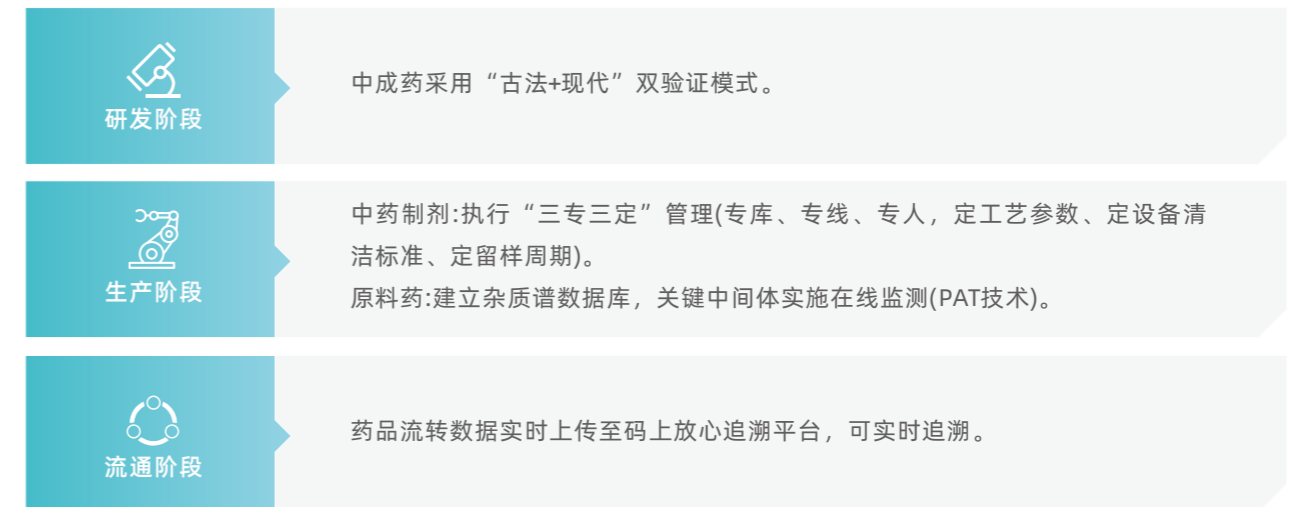 研发阶段
中成药采用“古法+现代”双验证模式。
生产阶段
中药制剂:执行“三专三定”管理(专库、专线、专人，定工艺参数、定设备清
洁标准、定留样周期)。
原料药:建立杂质谱数据库，关键中间体实施在线监测(PAT技术)。
流通阶段
药品流转数据实时上传至码上放心追溯平台，可实时追溯。